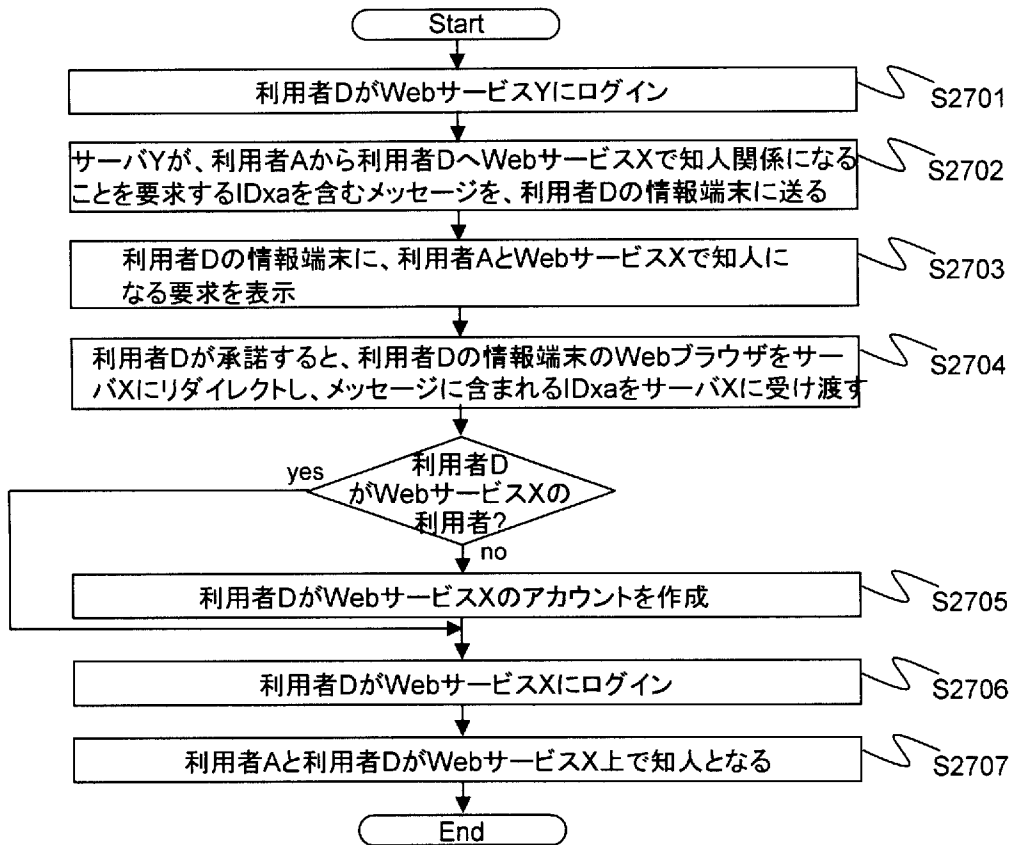 Start
利用者DがWebサービスYにログイン
S2701
サーバYが、利用者Aから利用者DへWebサービスXで知人関係になる
ことを要求するIDxaを含むメッセージを、利用者Dの情報端末に送る
S2702
利用者Dの情報端末に、利用者AとWebサービスXで知人に
なる要求を表示
S2703
利用者Dが承諾すると、利用者Dの情報端末のWebブラウザをサー
バXにリダイレクトし、メッセージに含まれるIDxaをサーバXに受け渡す
S2704
利用者D
がWebサービスXの
利用者?
yes
no
利用者DがWebサービスXのアカウントを作成
S2705
利用者DがWebサービスXにログイン
S2706
利用者Aと利用者DがWebサービスX上で知人となる
S2707
End